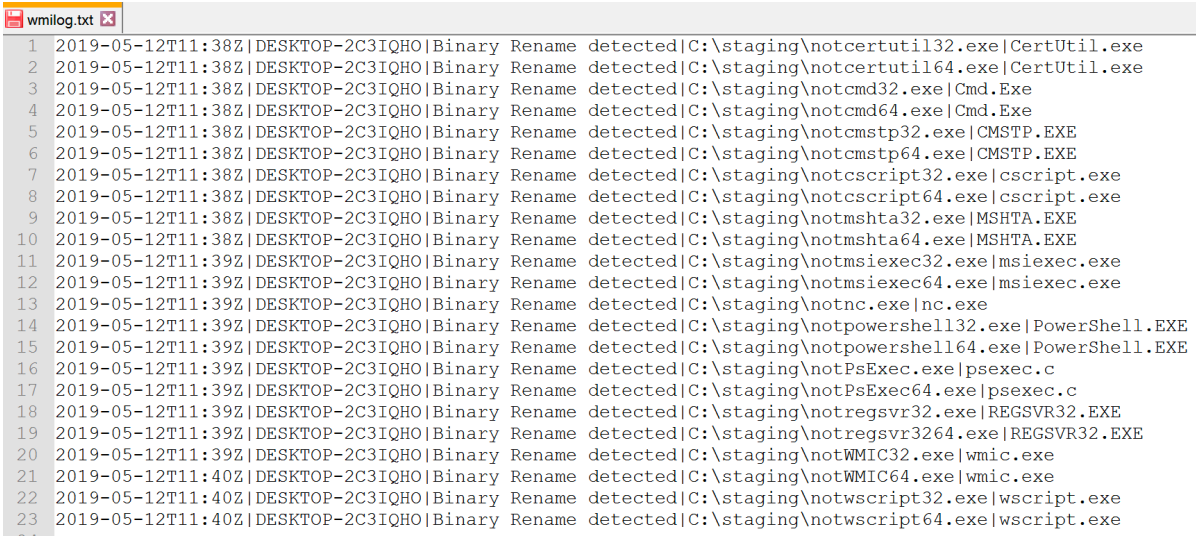 wmilog.txt
1 2019-05-12T11:38Z|DESKTOP-2C3IQHO|Binary Rename detected|C:\staging\notcertutil32.exe|CertUtil.exe
2 2019-05-12T11:38Z|DESKTOP-2C3IQHO|Binary Rename detected|C:\staging\notcertutil64.exe|CertUtil.exe
3 2019-05-12T11:38Z|DESKTOP-2C3IQHO|Binary Rename detected|C:\staging\notcmd32.exe|Cmd.Exe
4 2019-05-12T11:38Z|DESKTOP-2C3IQHO|Binary Rename detected|C:\staging\notcmd64.exe|Cmd.Exe
5 2019-05-12T11:38Z|DESKTOP-2C3IQHO|Binary Rename detected|C:\staging\notcmstp32.exe|CMSTP.EXE
6 2019-05-12T11:38Z|DESKTOP-2C3IQHO|Binary Rename detected|C:\staging\notcmstp64.exe|CMSTP.EXE
7 2019-05-12T11:38Z|DESKTOP-2C3IQHO|Binary Rename detected|C:\staging\notcscript32.exe|cscript.exe
8 2019-05-12T11:38Z|DESKTOP-2C3IQHO|Binary Rename detected|C:\staging\notcscript64.exe|cscript.exe
9 2019-05-12T11:38Z|DESKTOP-2C3IQHO|Binary Rename detected|C:\staging\notmshta32.exe|MSHTA.EXE
10 2019-05-12T11:38Z|DESKTOP-2C3IQHO|Binary Rename detected|C:\staging\notmshta64.exe|MSHTA.EXE
11 2019-05-12T11:39Z|DESKTOP-2C3IQHO|Binary Rename detected|C:\staging\notmsiexec32.exe|msiexec.exe
12 2019-05-12T11:39Z|DESKTOP-2C3IQHO|Binary Rename detected|C:\staging\notmsiexec64.exe|msiexec.exe
13 2019-05-12T11:39Z|DESKTOP-2C3IQHO|Binary Rename detected|C:\staging\notnc.exe|nc.exe
14 2019-05-12T11:39Z|DESKTOP-2C3IQHO|Binary Rename detected|C:\staging\notpowershell32.exe|PowerShell.EXE
15 2019-05-12T11:39Z|DESKTOP-2C3IQHO|Binary Rename detected|C:\staging\notpowershell64.exe|PowerShell.EXE
16 2019-05-12T11:39Z|DESKTOP-2C3IQHO|Binary Rename detected|C:\staging\notPsExec.exe|psexec.c
17 2019-05-12T11:39Z|DESKTOP-2C3IQHO|Binary Rename detected|C:\staging\notPsExec64.exe|psexec.c
18 2019-05-12T11:39Z|DESKTOP-2C3IQHO|Binary Rename detected|C:\staging\notregsvr32.exe|REGSVR32.EXE
19 2019-05-12T11:39Z|DESKTOP-2C3IQHO|Binary Rename detected|C:\staging\notregsvr3264.exe|REGSVR32.EXE
20 2019-05-12T11:39Z|DESKTOP-2C3IQHO|Binary Rename detected|C:\staging\notWMIC32.exe|wmic.exe
21 2019-05-12T11:40Z|DESKTOP-2C3IQHO|Binary Rename detected|C:\staging\notWMIC64.exe|wmic.exe
22 2019-05-12T11:40Z|DESKTOP-2C3IQHO|Binary Rename detected|C:\staging\notwscript32.exe|wscript.exe
23 2019-05-12T11:40Z|DESKTOP-2C3IQHO|Binary Rename detected|C:\staging\notwscript64.exe|wscript.exe